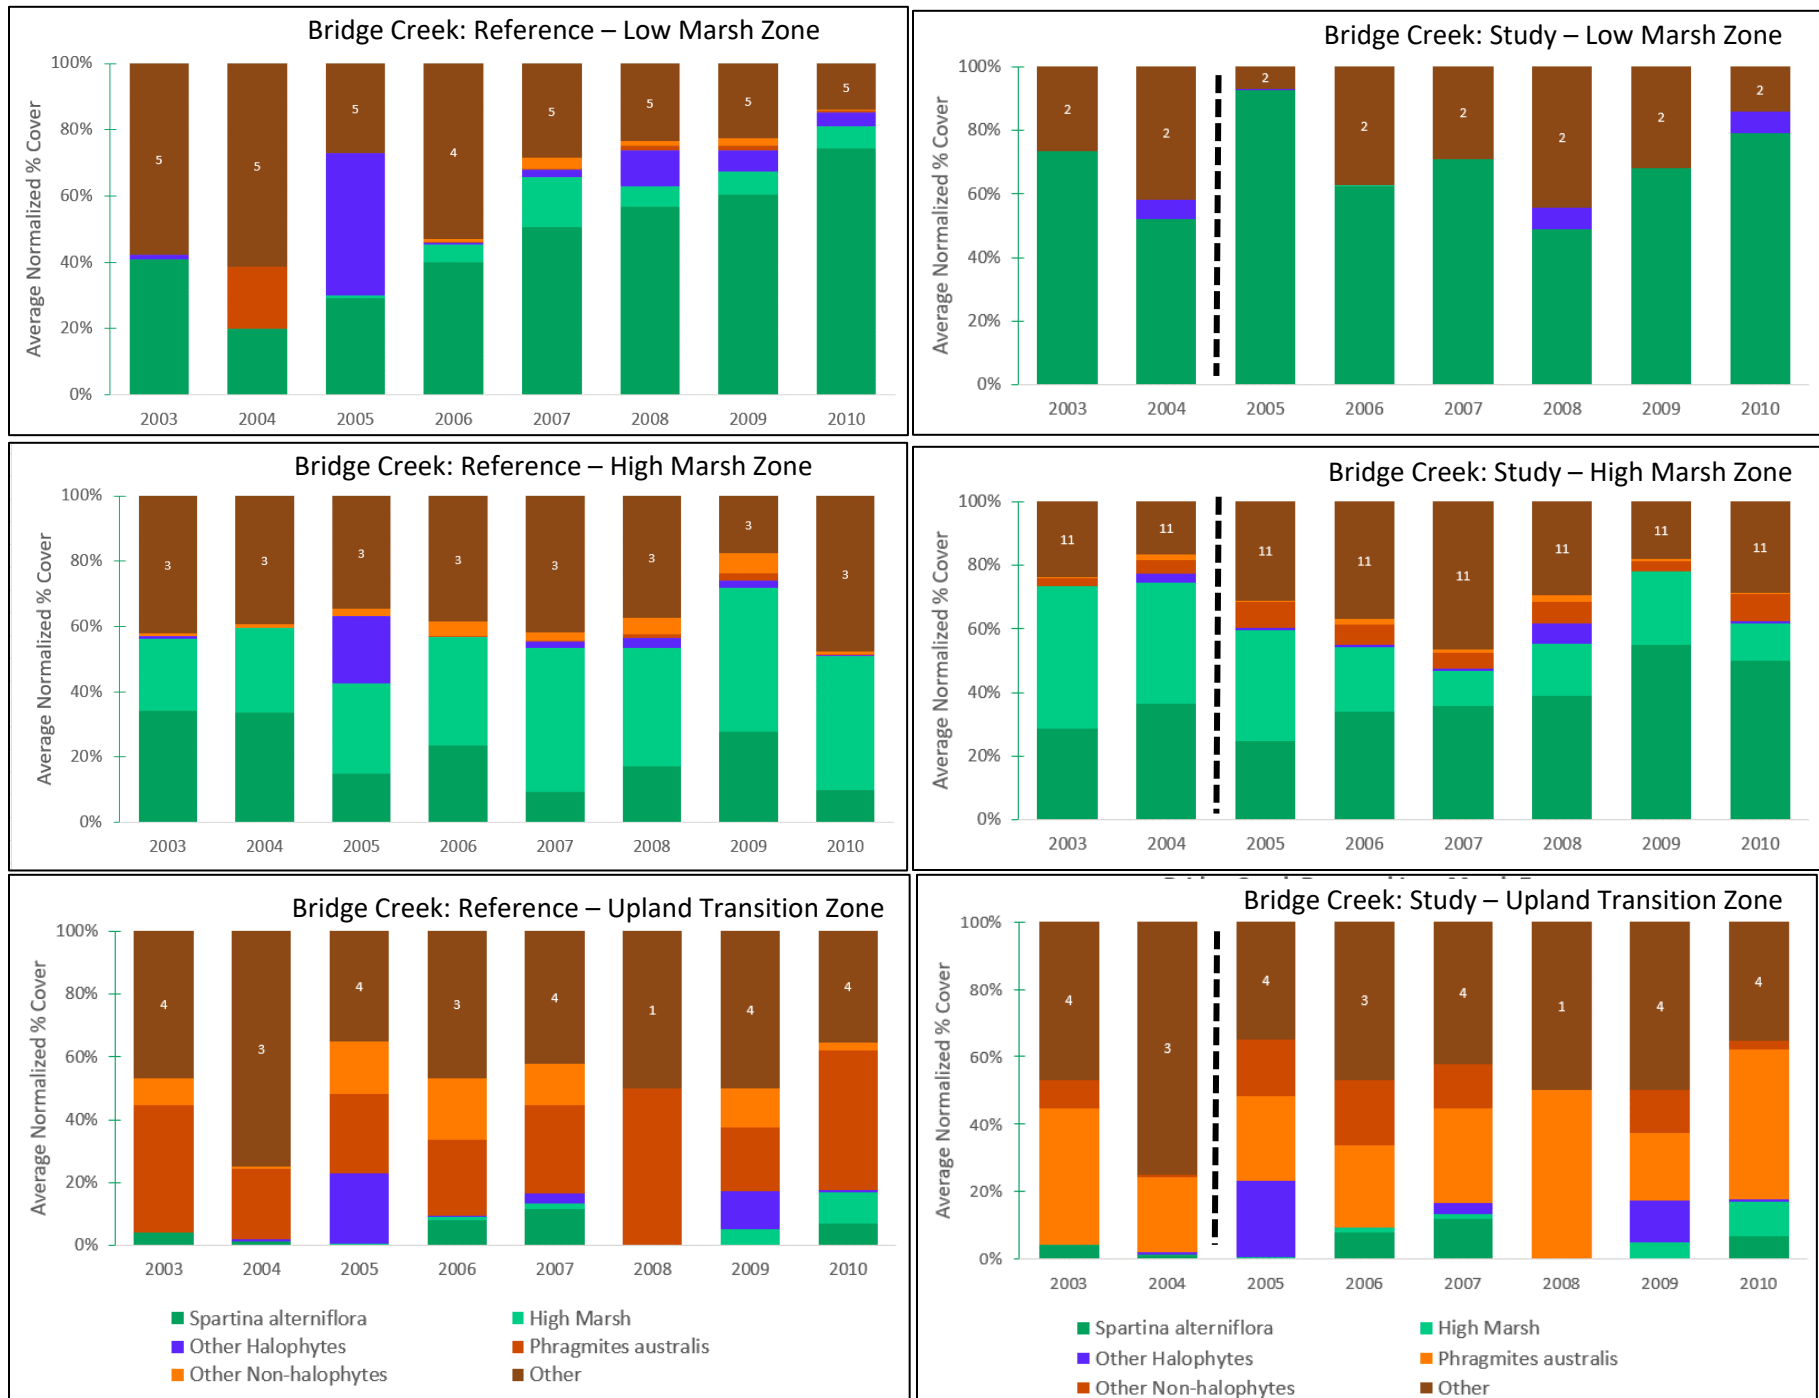 Bridge Creek: Reference – Low Marsh Zone
Average Normalized % Cover
100%
80%
60%
40%
20%
0%
5 5 5 4 5 5 5 5
2003 2004 2005 2006 2007 2008 2009 2010
Bridge Creek: Study – Low Marsh Zone
Average Normalized % Cover
100%
80%
60%
40%
20%
0%
2 2 2 2 2 2 2 2
2003 2004 2005 2006 2007 2008 2009 2010
Bridge Creek: Reference – High Marsh Zone
Average Normalized % Cover
100%
80%
60%
40%
20%
0%
3 3 3 3 3 3 3 3
2003 2004 2005 2006 2007 2008 2009 2010
Bridge Creek: Study – High Marsh Zone
Average Normalized % Cover
100%
80%
60%
40%
20%
0%
11 11 11 11 11 11 11 11
2003 2004 2005 2006 2007 2008 2009 2010
Bridge Creek: Reference – Upland Transition Zone
Average Normalized % Cover
100%
80%
60%
40%
20%
0%
4 3 4 3 4 1 4 4
2003 2004 2005 2006 2007 2008 2009 2010
Spartina alterniflora
High Marsh
Other Halophytes
Phragmites australis
Other Non-halophytes
Other
Bridge Creek: Study – Upland Transition Zone
Average Normalized % Cover
100%
80%
60%
40%
20%
0%
4 3 4 3 4 1 4 4
2003 2004 2005 2006 2007 2008 2009 2010
Spartina alterniflora
High Marsh
Other Halophytes
Phragmites australis
Other Non-halophytes
Other